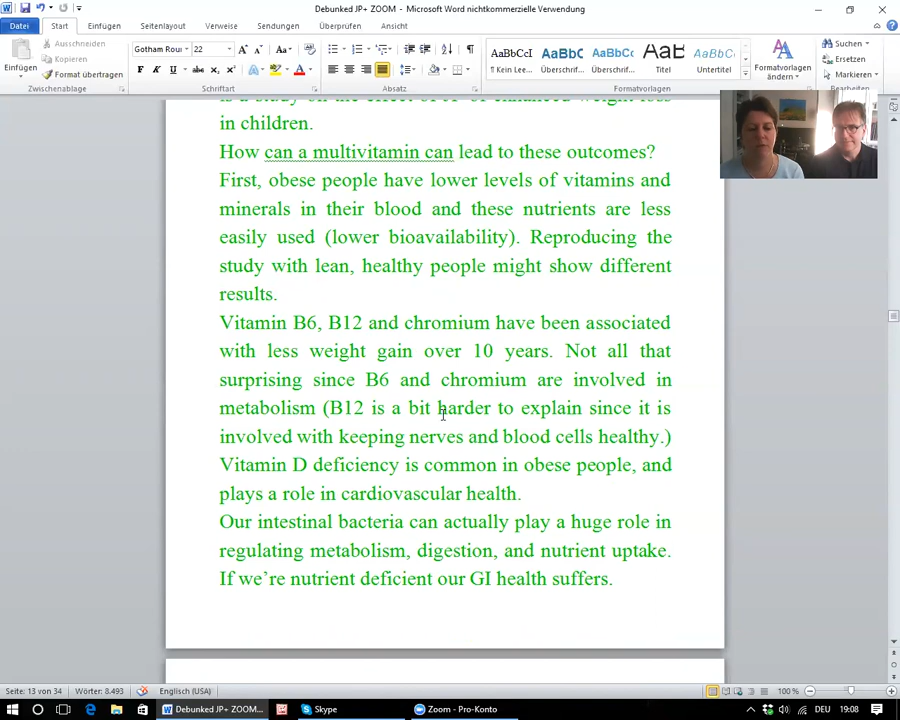 Debunked JP+ ZOOM - Microsoft Word nichtkommerzielle Verwendung
Datei Start Einfügen Seitenlayout Verweise Sendungen Überprüfen Ansicht
Einfügen
Ausschneiden
Kopieren
Format übertragen
Zwischenablage
Gotham Roun 22
Schriftart
Absatz
AaBbCcI AaBbC AaBbCc AaB AaBbCc
¶ Kein Lee... Überschrif... Überschrif... Titel Untertitel
Formatvorlagen
Formatvorlagen ändern
Suchen
Ersetzen
Markieren
Bearbeiten
in children.
How can a multivitamin can lead to these outcomes?
First, obese people have lower levels of vitamins and
minerals in their blood and these nutrients are less
easily used (lower bioavailability). Reproducing the
study with lean, healthy people might show different
results.
Vitamin B6, B12 and chromium have been associated
with less weight gain over 10 years. Not all that
surprising since B6 and chromium are involved in
metabolism (B12 is a bit harder to explain since it is
involved with keeping nerves and blood cells healthy.)
Vitamin D deficiency is common in obese people, and
plays a role in cardiovascular health.
Our intestinal bacteria can actually play a huge role in
regulating metabolism, digestion, and nutrient uptake.
If we're nutrient deficient our GI health suffers.
Seite: 13 von 34 Wörter: 8.493 Englisch (USA) 100 %
Debunked JP+ ZOOM... Skype Zoom - Pro-Konto DEU 19:08